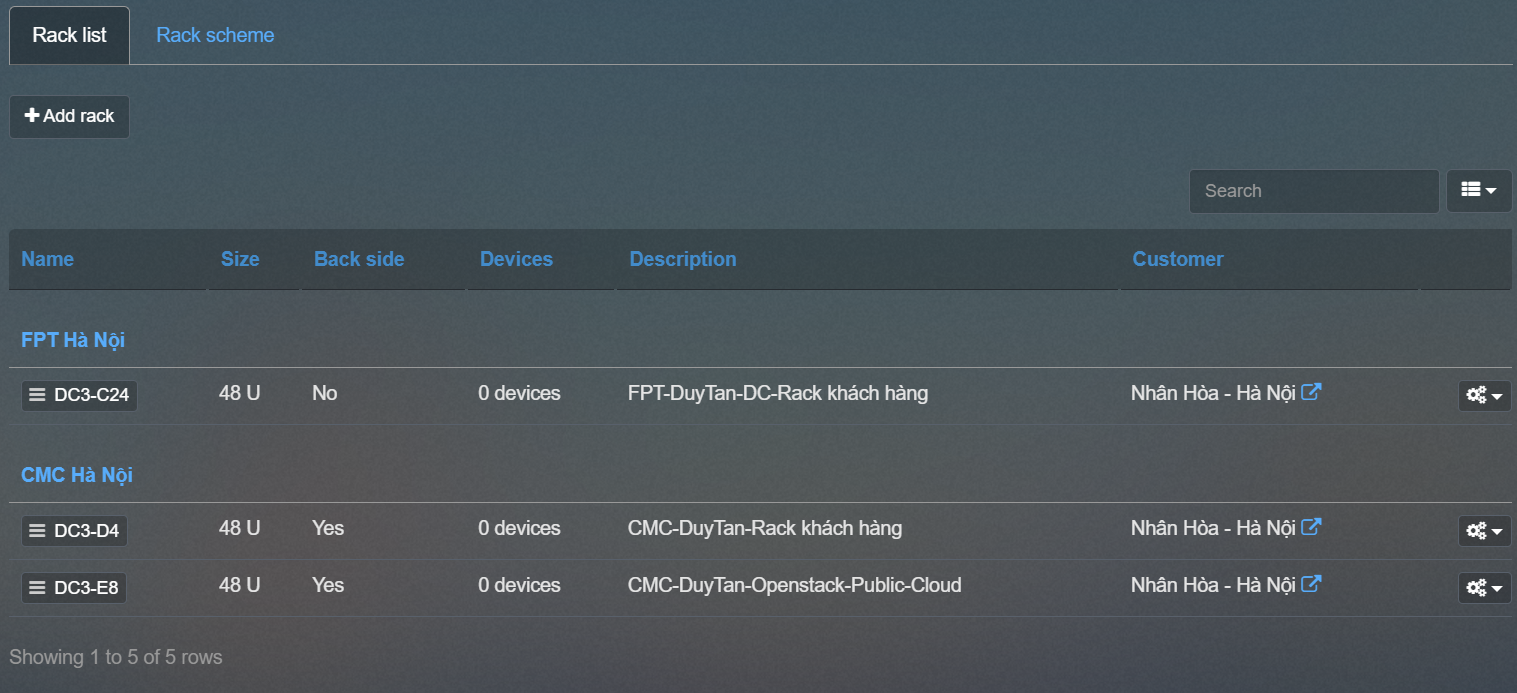 Rack list Rack scheme
Add rack
Search
Name Size Back side Devices Description Customer
FPT Hà Nội
DC3-C24 48 U No 0 devices FPT-DuyTan-DC-Rack khách hàng Nhân Hòa - Hà Nội
CMC Hà Nội
DC3-D4 48 U Yes 0 devices CMC-DuyTan-Rack khách hàng Nhân Hòa - Hà Nội
DC3-E8 48 U Yes 0 devices CMC-DuyTan-Openstack-Public-Cloud Nhân Hòa - Hà Nội
Showing 1 to 5 of 5 rows